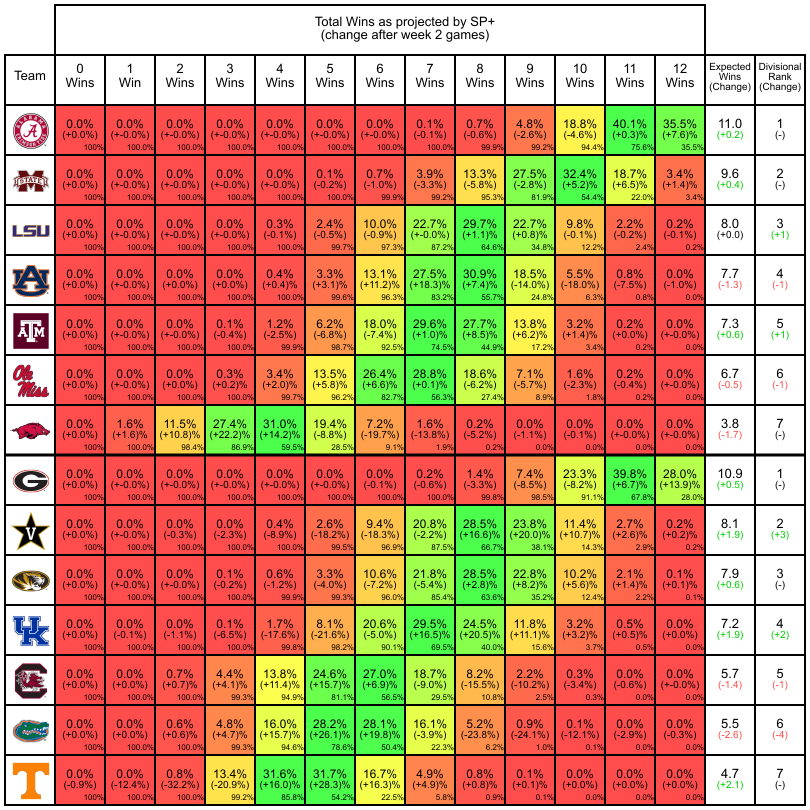 Total Wins as projected by SP+
(change after week 2 games)
Team
0 Wins
1 Win
2 Wins
3 Wins
4 Wins
5 Wins
6 Wins
7 Wins
8 Wins
9 Wins
10 Wins
11 Wins
12 Wins
Expected Wins (Change)
Divisional Rank (Change)
A
0.0% 0.0% 0.0% 0.0% 0.0% 0.0% 0.0% 0.1% 0.7% 4.8% 18.8% 40.1% 35.5% 11.0 1
(+0.0%) (+-0.0)% (+-0.0)% (+-0.0)% (+-0.0)% (+-0.0)% (+-0.0)% (-0.1)% (-0.6)% (-2.6)% (-4.6)% (+0.3)% (+7.6)% (+0.2) (-)
100% 100.0% 100.0% 100.0% 100.0% 100.0% 100.0% 100.0% 99.9% 99.2% 94.4% 75.6% 35.5%
STATE
0.0% 0.0% 0.0% 0.0% 0.0% 0.1% 0.7% 3.9% 13.3% 27.5% 32.4% 18.7% 3.4% 9.6 2
(+0.0%) (+-0.0)% (+-0.0)% (+-0.0)% (+-0.0)% (-0.2)% (-1.0)% (-3.3)% (-5.8)% (-2.8)% (+5.2)% (+6.5)% (+1.4)% (+0.4) (-)
100% 100.0% 100.0% 100.0% 100.0% 100.0% 99.9% 99.2% 95.3% 81.9% 54.4% 22.0% 3.4%
LSU
0.0% 0.0% 0.0% 0.0% 0.3% 2.4% 10.0% 22.7% 29.7% 22.7% 9.8% 2.2% 0.2% 8.0 3
(+0.0%) (+-0.0)% (+-0.0)% (+-0.0)% (-0.1)% (-0.5)% (-0.9)% (+-0.0)% (+1.1)% (+0.8)% (-0.1)% (-0.2)% (-0.1)% (+0.0) (+1)
100% 100.0% 100.0% 100.0% 100.0% 99.7% 97.3% 87.2% 64.6% 34.8% 12.2% 2.4% 0.2%
AU
0.0% 0.0% 0.0% 0.0% 0.4% 3.3% 13.1% 27.5% 30.9% 18.5% 5.5% 0.8% 0.0% 7.7 4
(+0.0%) (+-0.0)% (+-0.0)% (+-0.0)% (+0.4)% (+3.1)% (+11.2)% (+18.3)% (+7.4)% (-14.0)% (-18.0)% (-7.5)% (-1.0)% (-1.3) (-1)
100% 100.0% 100.0% 100.0% 100.0% 99.6% 96.3% 83.2% 55.7% 24.8% 6.3% 0.8% 0.0%
ATM
0.0% 0.0% 0.0% 0.1% 1.2% 6.2% 18.0% 29.6% 27.7% 13.8% 3.2% 0.2% 0.0% 7.3 5
(+0.0%) (+-0.0)% (+-0.0)% (-0.4)% (-2.5)% (-6.8)% (-7.4)% (+1.0)% (+8.5)% (+6.2)% (+1.4)% (+0.0)% (+-0.0)% (+0.6) (+1)
100% 100.0% 100.0% 100.0% 99.9% 98.7% 92.5% 74.5% 44.9% 17.2% 3.4% 0.2% 0.0%
Ole Miss
0.0% 0.0% 0.0% 0.3% 3.4% 13.5% 26.4% 28.8% 18.6% 7.1% 1.6% 0.2% 0.0% 6.7 6
(+0.0%) (+0.0)% (+0.0)% (+0.2)% (+2.0)% (+5.8)% (+6.6)% (+0.1)% (-6.2)% (-5.7)% (-2.3)% (-0.4)% (+-0.0)% (-0.5) (-1)
100% 100.0% 100.0% 100.0% 99.7% 96.2% 82.7% 56.3% 27.4% 8.9% 1.8% 0.2% 0.0%
0.0% 1.6% 11.5% 27.4% 31.0% 19.4% 7.2% 1.6% 0.2% 0.0% 0.0% 0.0% 0.0% 3.8 7
(+0.0%) (+1.6)% (+10.8)% (+22.2)% (+14.2)% (-8.8)% (-19.7)% (-13.8)% (-5.2)% (-1.1)% (-0.1)% (+-0.0)% (+-0.0)% (-1.7) (-)
100% 100.0% 98.4% 86.9% 59.5% 28.5% 9.1% 1.9% 0.2% 0.0% 0.0% 0.0% 0.0%
G
0.0% 0.0% 0.0% 0.0% 0.0% 0.0% 0.0% 0.2% 1.4% 7.4% 23.3% 39.8% 28.0% 10.9 1
(+0.0%) (+-0.0)% (+-0.0)% (+-0.0)% (+-0.0)% (+-0.0)% (-0.1)% (-0.6)% (-3.3)% (-8.5)% (-8.2)% (+6.7)% (+13.9)% (+0.5) (-)
100% 100.0% 100.0% 100.0% 100.0% 100.0% 100.0% 100.0% 99.8% 98.5% 91.1% 67.8% 28.0%
V
0.0% 0.0% 0.0% 0.0% 0.4% 2.6% 9.4% 20.8% 28.5% 23.8% 11.4% 2.7% 0.2% 8.1 2
(+0.0%) (+-0.0)% (-0.3)% (-2.3)% (-8.9)% (-18.2)% (-18.3)% (-2.2)% (+16.6)% (+20.0)% (+10.7)% (+2.6)% (+0.2)% (+1.9) (+3)
100% 100.0% 100.0% 100.0% 100.0% 99.5% 96.9% 87.5% 66.7% 38.1% 14.3% 2.9% 0.2%
0.0% 0.0% 0.0% 0.1% 0.6% 3.3% 10.6% 21.8% 28.5% 22.8% 10.2% 2.1% 0.1% 7.9 3
(+0.0%) (+-0.0)% (+-0.0)% (-0.2)% (-1.2)% (-4.0)% (-7.2)% (-5.4)% (+2.8)% (+8.2)% (+5.6)% (+1.4)% (+0.1)% (+0.6) (-)
100% 100.0% 100.0% 100.0% 99.9% 99.3% 96.0% 85.4% 63.6% 35.2% 12.4% 2.2% 0.1%
UK
0.0% 0.0% 0.0% 0.1% 1.7% 8.1% 20.6% 29.5% 24.5% 11.8% 3.2% 0.5% 0.0% 7.2 4
(+0.0%) (-0.1)% (-1.1)% (-6.5)% (-17.6)% (-21.6)% (-5.0)% (+16.5)% (+20.5)% (+11.1)% (+3.2)% (+0.5)% (+0.0)% (+1.9) (+2)
100% 100.0% 100.0% 100.0% 99.8% 98.2% 90.1% 69.5% 40.0% 15.6% 3.7% 0.5% 0.0%
0.0% 0.0% 0.7% 4.4% 13.8% 24.6% 27.0% 18.7% 8.2% 2.2% 0.3% 0.0% 0.0% 5.7 5
(+0.0%) (+0.0)% (+0.7)% (+4.1)% (+11.4)% (+15.7)% (+6.9)% (-9.0)% (-15.5)% (-10.2)% (-3.4)% (-0.6)% (+-0.0)% (-1.4) (-1)
100% 100.0% 100.0% 99.3% 94.9% 81.1% 56.5% 29.5% 10.8% 2.5% 0.3% 0.0% 0.0%
0.0% 0.0% 0.6% 4.8% 16.0% 28.2% 28.1% 16.1% 5.2% 0.9% 0.1% 0.0% 0.0% 5.5 6
(+0.0%) (+0.0)% (+0.6)% (+4.7)% (+15.7)% (+26.1)% (+19.8)% (-3.9)% (-23.8)% (-24.1)% (-12.1)% (-2.9)% (-0.3)% (-2.6) (-4)
100% 100.0% 100.0% 99.3% 94.6% 78.6% 50.4% 22.3% 6.2% 1.0% 0.1% 0.0% 0.0%
T
0.0% 0.0% 0.8% 13.4% 31.6% 31.7% 16.7% 4.9% 0.8% 0.1% 0.0% 0.0% 0.0% 4.7 7
(-0.9%) (-12.4)% (-32.2)% (-20.9)% (+16.0)% (+28.3)% (+16.3)% (+4.9)% (+0.8)% (+0.1)% (+0.0)% (+0.0)% (+0.0)% (+2.1) (-)
100% 100.0% 100.0% 99.2% 85.8% 54.2% 22.5% 5.8% 0.9% 0.1% 0.0% 0.0% 0.0%